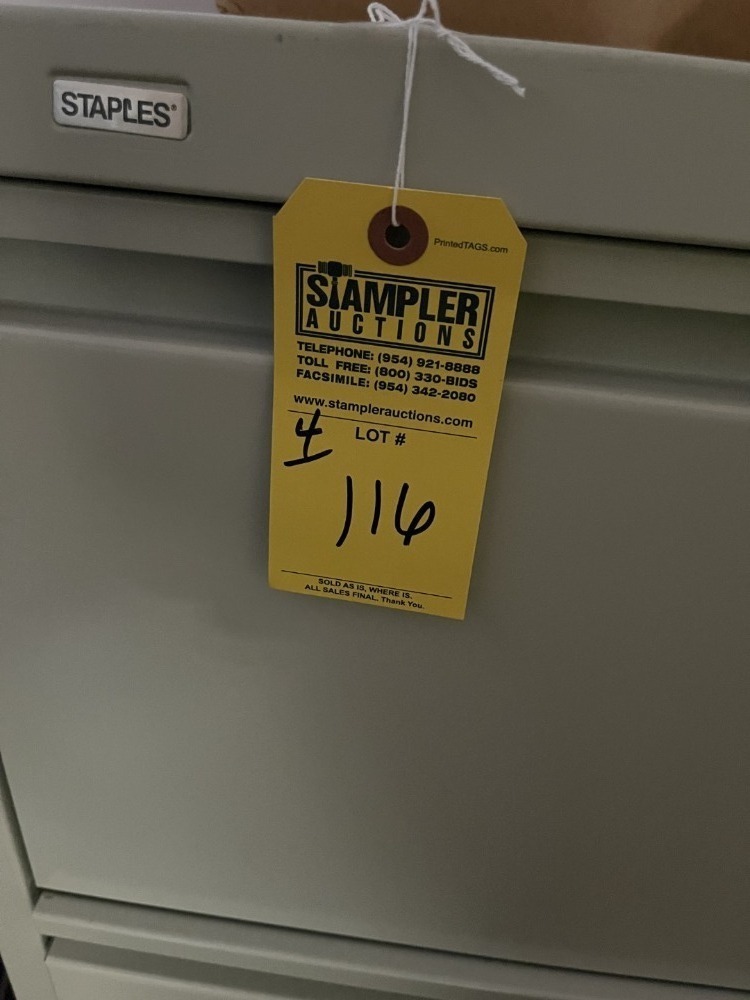 STAPLES®
PrintedTAGS.com
STAMPLER
AUCTIONS
TELEPHONE: (954) 921-8888
TOLL FREE: (800) 330-BIDS
FACSIMILE: (954) 342-2080
www.stamplerauctions.com
4 LOT #
116
SOLD AS IS, WHERE IS.
ALL SALES FINAL. Thank You.